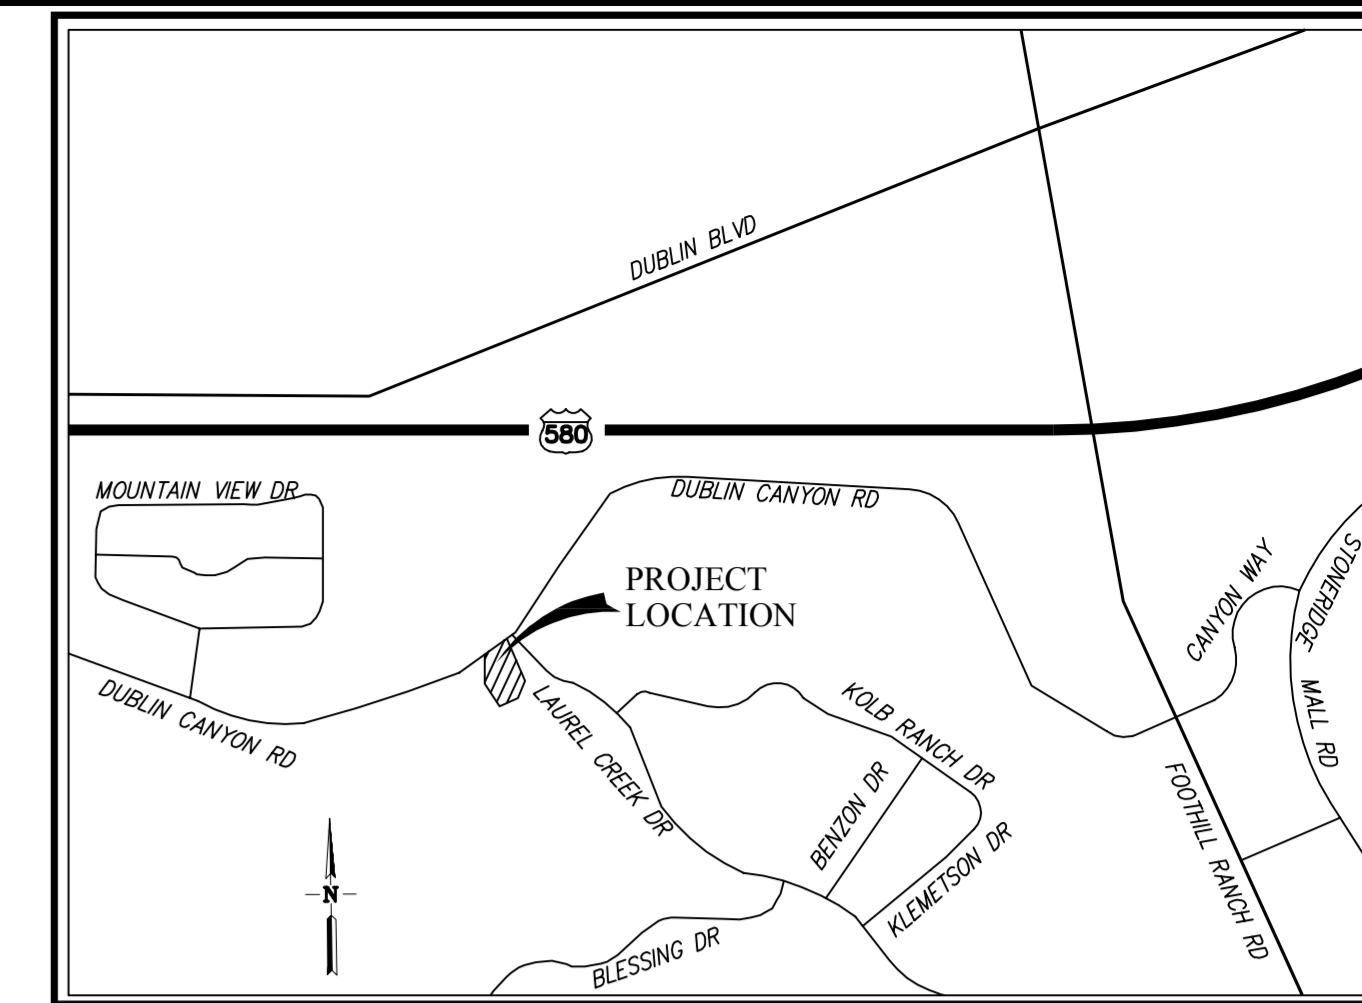 DUBLIN BLVD
580
MOUNTAIN VIEW DR
DUBLIN CANYON RD
PROJECT
LOCATION
CANYON WAY
STONERIDGE
MALL RD
DUBLIN CANYON RD
LAUREL CREEK DR
KOLB RANCH DR
BENZON DR
KLEMETSON DR
FOOTHILL RANCH RD
N
BLESSING DR